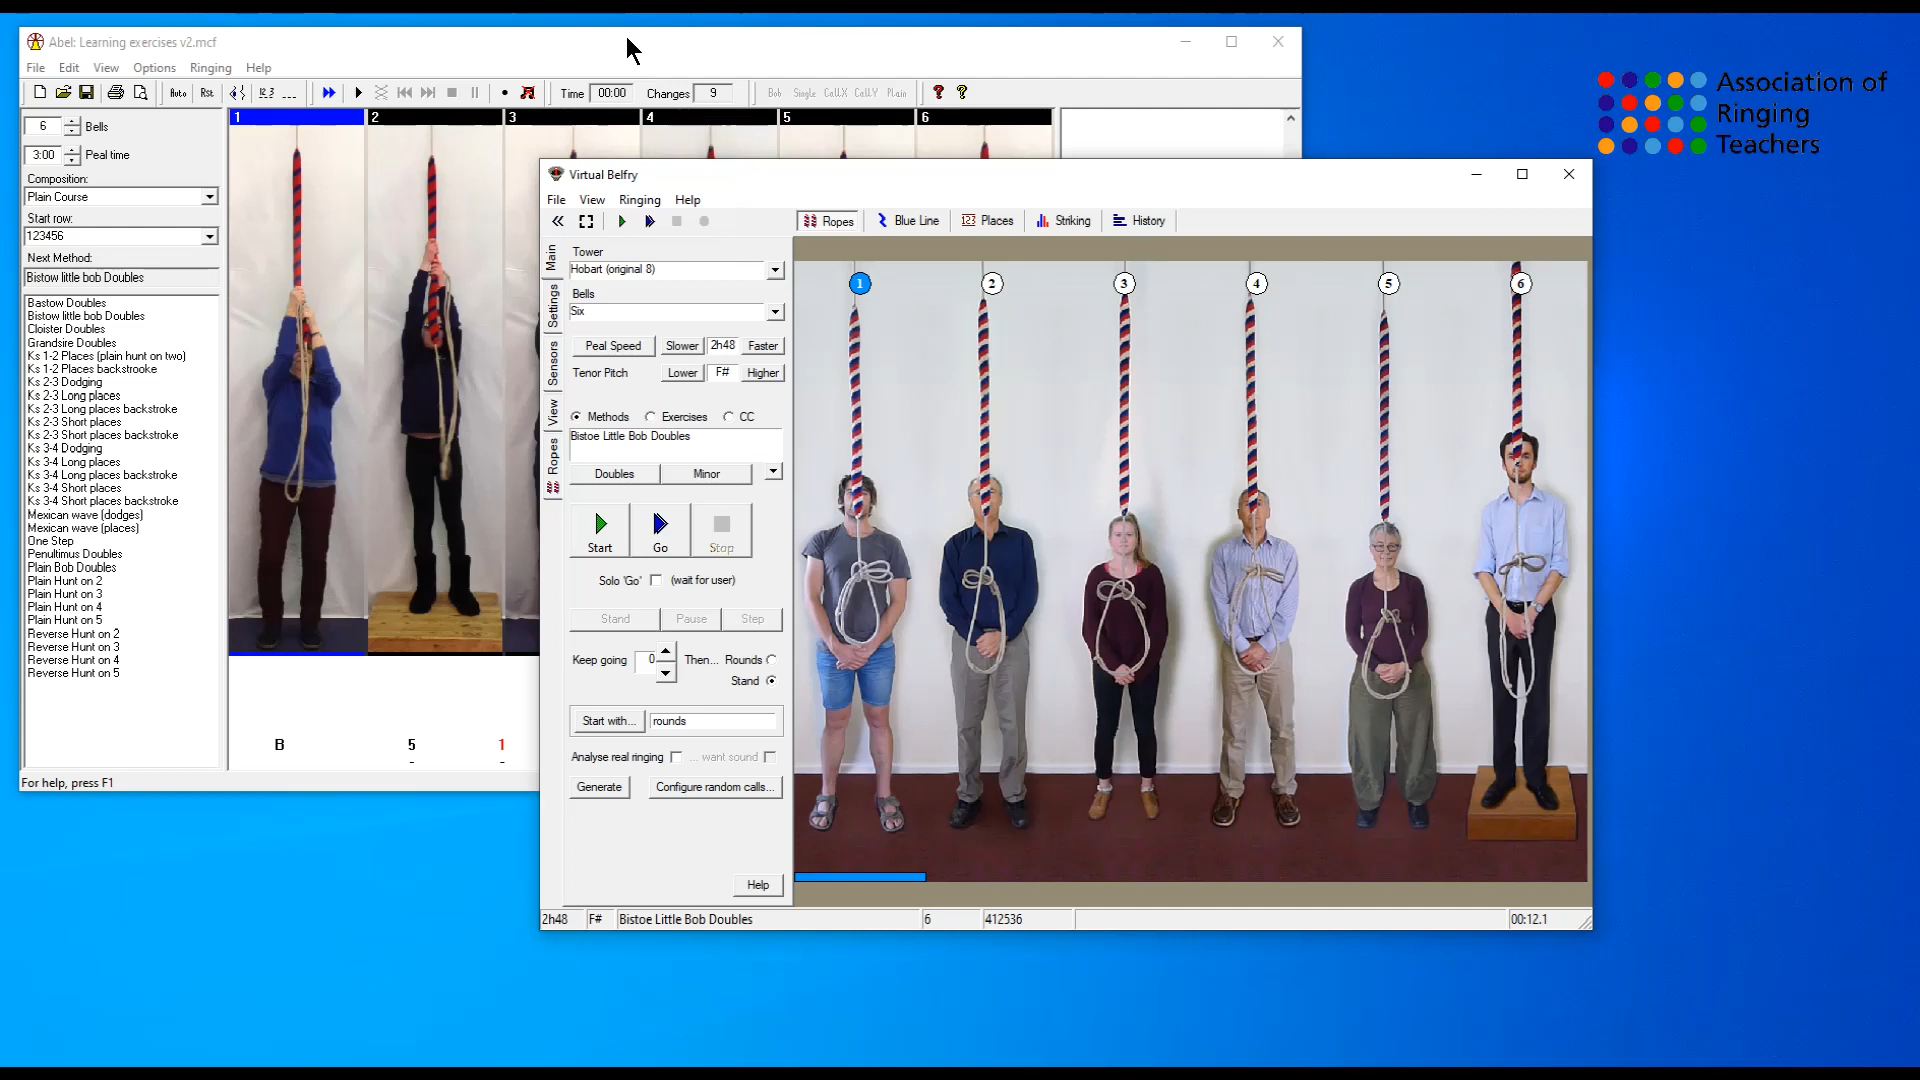 Abel: Learning exercises v2.mcf
File Edit View Options Ringing Help
Auto Rst 123 Time 00:00 Changes 9 Bob Single CallX CallY Plain ? ?
6 Bells
3:00 Peal time
Composition:
Plain Course
Start row:
123456
Next Method:
Bistow little bob Doubles
Bastow Doubles
Bistow little bob Doubles
Cloister Doubles
Grandsire Doubles
Ks 1-2 Places (plain hunt on two)
Ks 1-2 Places backstrooke
Ks 2-3 Dodging
Ks 2-3 Long places
Ks 2-3 Long places backstroke
Ks 2-3 Short places
Ks 2-3 Short places backstroke
Ks 3-4 Dodging
Ks 3-4 Long places
Ks 3-4 Long places backstroke
Ks 3-4 Short places
Ks 3-4 Short places backstroke
Mexican wave (dodges)
Mexican wave (places)
One Step
Penultimus Doubles
Plain Bob Doubles
Plain Hunt on 2
Plain Hunt on 3
Plain Hunt on 4
Plain Hunt on 5
Reverse Hunt on 2
Reverse Hunt on 3
Reverse Hunt on 4
Reverse Hunt on 5
For help, press F1
1 2 3 4 5 6
B 5 1
- -
Virtual Belfry
File View Ringing Help
Ropes Blue Line 123 Places Striking History
Main
Settings
Sensors
View
Ropes
Tower
Hobart (original 8)
Bells
Six
Peal Speed Slower 2h48 Faster
Tenor Pitch Lower F# Higher
Methods Exercises CC
Bistoe Little Bob Doubles
Doubles Minor
Start Go Stop
Solo 'Go' (wait for user)
Stand Pause Step
Keep going 0 Then... Rounds
Stand
Start with... rounds
Analyse real ringing ... want sound
Generate Configure random calls...
Help
1 2 3 4 5 6
2h48 F# Bistoe Little Bob Doubles 6 412536 00:12.1
Association of
Ringing
Teachers